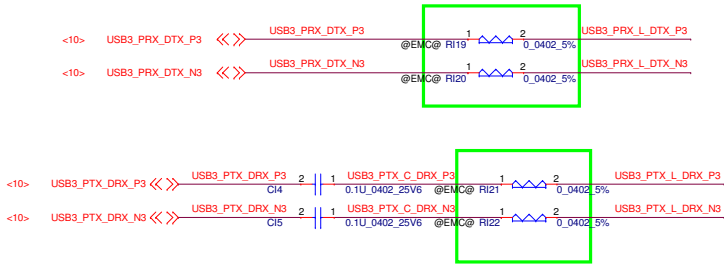 USB3_PRX_DTX_P3 1 2 USB3_PRX_L_DTX_P3
<10> USB3_PRX_DTX_P3 @EMC@ RI19 0_0402_5%
USB3_PRX_DTX_N3 1 2 USB3_PRX_L_DTX_N3
<10> USB3_PRX_DTX_N3 @EMC@ RI20 0_0402_5%
USB3_PTX_DRX_P3 2 1 USB3_PTX_C_DRX_P3 1 2 USB3_PTX_L_DRX_P3
<10> USB3_PTX_DRX_P3 CI4 0.1U_0402_25V6 @EMC@ RI21 0_0402_5%
USB3_PTX_DRX_N3 2 1 USB3_PTX_C_DRX_N3 1 2 USB3_PTX_L_DRX_N3
<10> USB3_PTX_DRX_N3 CI5 0.1U_0402_25V6 @EMC@ RI22 0_0402_5%